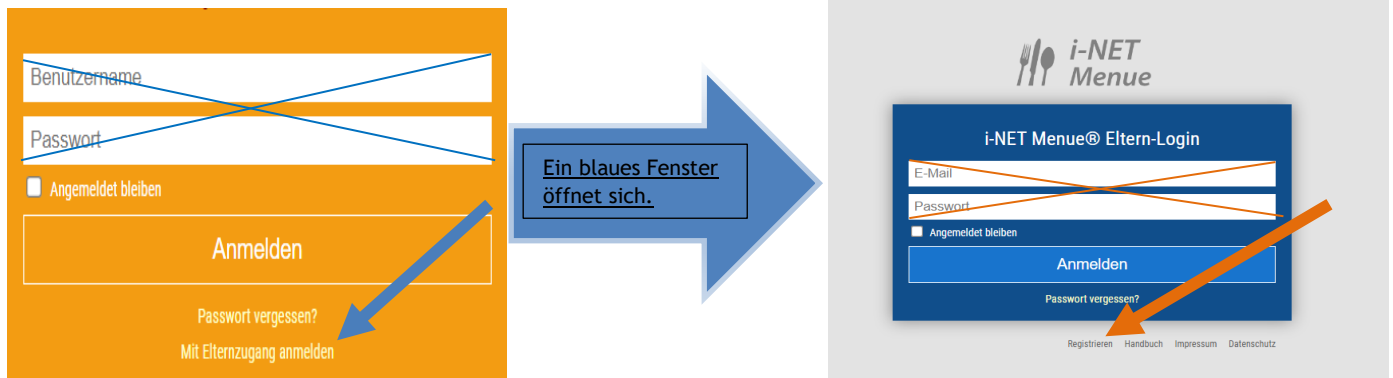 Benutzername
Passwort
Angemeldet bleiben
Anmelden
Passwort vergessen?
Mit Elternzugang anmelden
Ein blaues Fenster
öffnet sich.
i-NET
Menue
i-NET Menue® Eltern-Login
E-Mail
Passwort
Angemeldet bleiben
Anmelden
Passwort vergessen?
Registrieren Handbuch Impressum Datenschutz